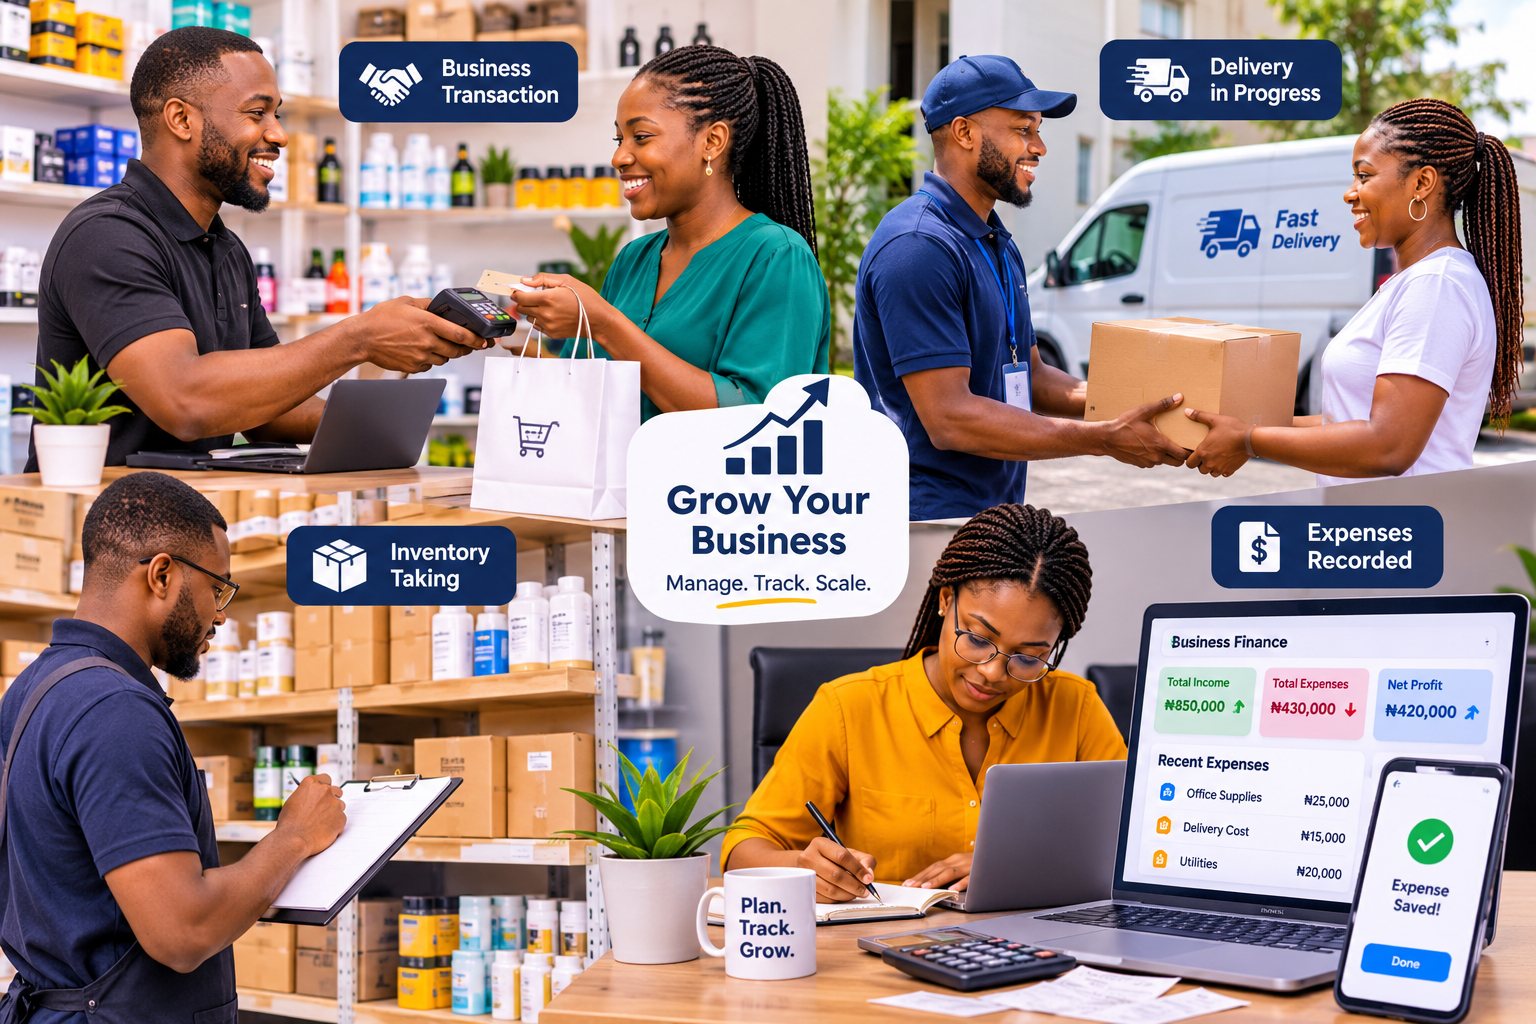 Business
Transaction
Delivery
in Progress
Fast
Delivery
Grow Your
Business
Manage. Track. Scale.
Inventory
Taking
Expenses
Recorded
Business Finance
Total Income
₦850,000
Total Expenses
₦430,000
Net Profit
₦420,000
Recent Expenses
Office Supplies ₦25,000
Delivery Cost ₦15,000
Utilities ₦20,000
Expense
Saved!
Done
Plan.
Track.
Grow.